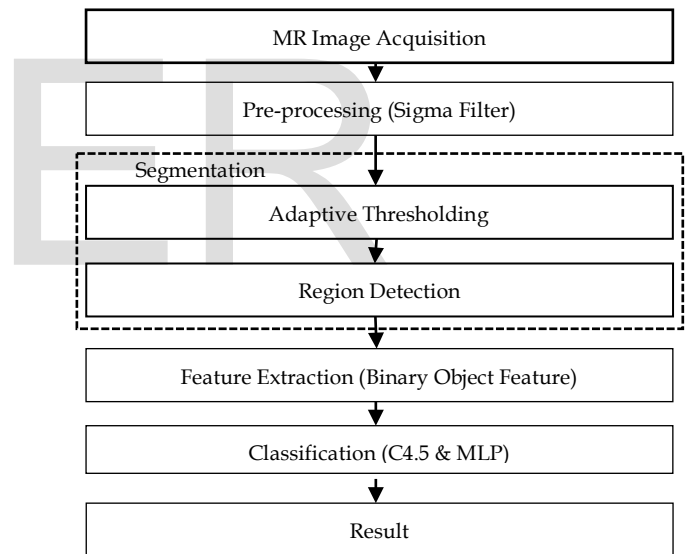 MR Image Acquisition
Pre-processing (Sigma Filter)
Segmentation
Adaptive Thresholding
Region Detection
Feature Extraction (Binary Object Feature)
Classification (C4.5 & MLP)
Result
ER